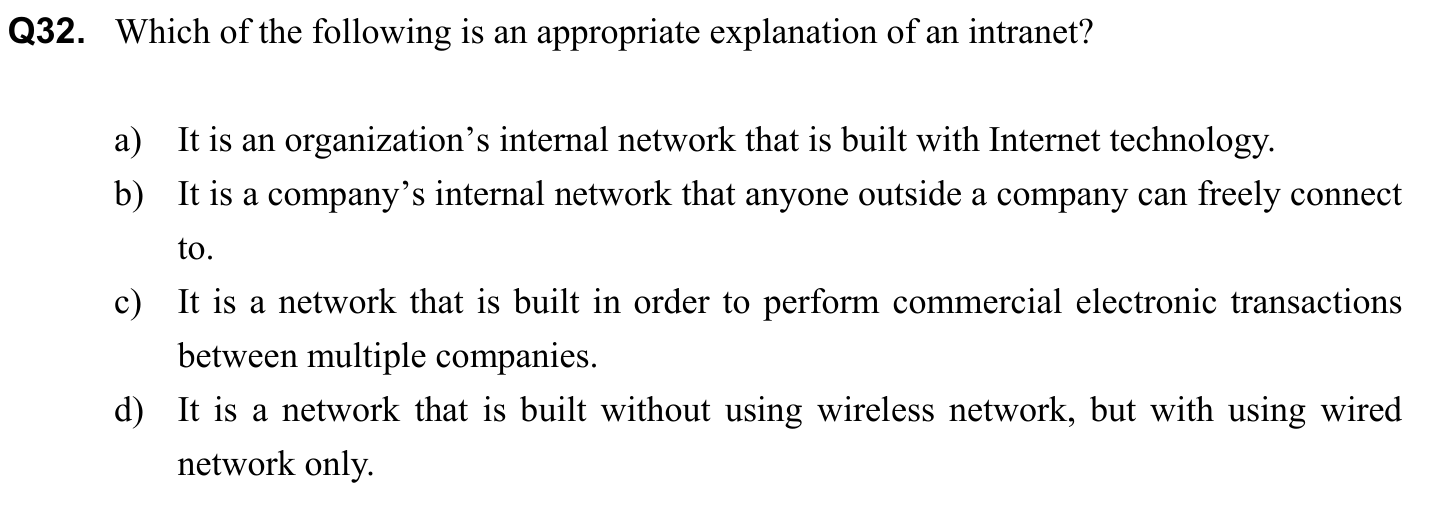 Q32. Which of the following is an appropriate explanation of an intranet?
a) It is an organization’s internal network that is built with Internet technology.
b) It is a company’s internal network that anyone outside a company can freely connect
to.
c) It is a network that is built in order to perform commercial electronic transactions
between multiple companies.
d) It is a network that is built without using wireless network, but with using wired
network only.